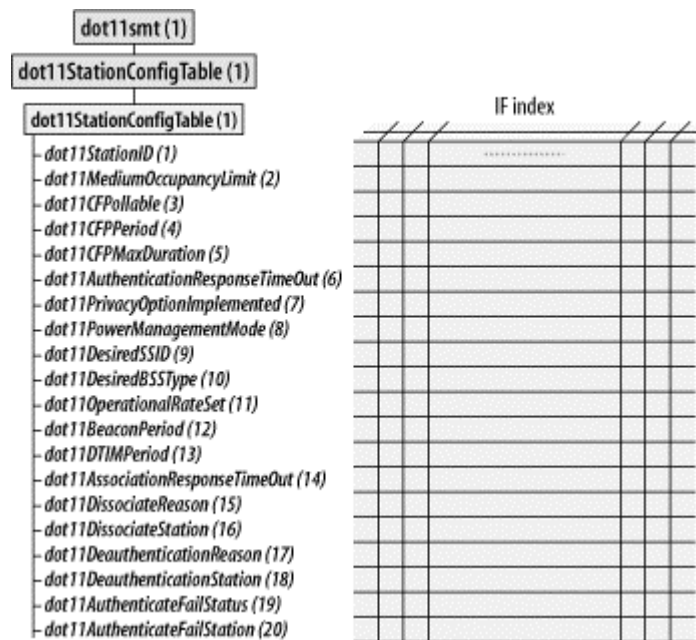 dot11smt (1)
dot11StationConfigTable (1)
dot11StationConfigTable (1)
IF index
dot11StationID (1)
dot11MediumOccupancyLimit (2)
dot11CFPollable (3)
dot11CFPPeriod (4)
dot11CFPMaxDuration (5)
dot11AuthenticationResponseTimeOut (6)
dot11PrivacyOptionImplemented (7)
dot11PowerManagementMode (8)
dot11DesiredSSID (9)
dot11DesiredBSSType (10)
dot11OperationalRateSet (11)
dot11BeaconPeriod (12)
dot11DTIMPeriod (13)
dot11AssociationResponseTimeOut (14)
dot11DissociateReason (15)
dot11DissociateStation (16)
dot11DeauthenticationReason (17)
dot11DeauthenticationStation (18)
dot11AuthenticateFailStatus (19)
dot11AuthenticateFailStation (20)